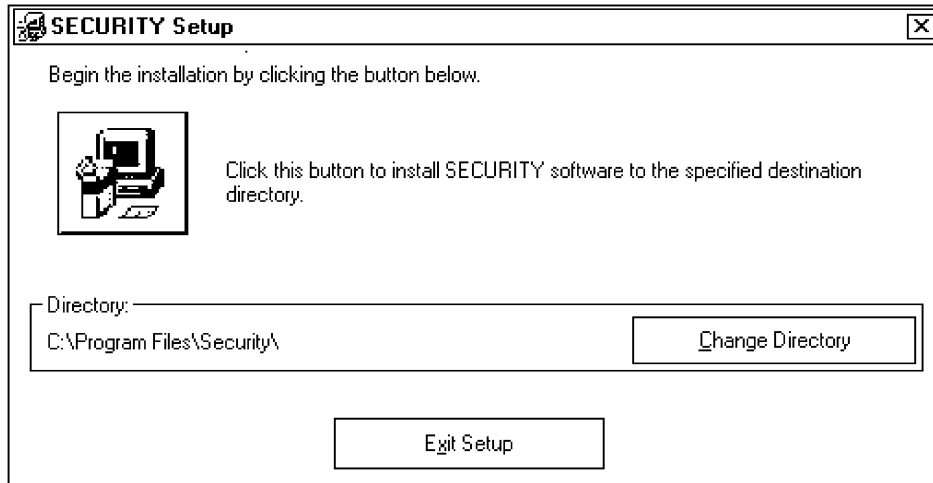 SECURITY Setup
Begin the installation by clicking the button below.
Click this button to install SECURITY software to the specified destination
directory.
Directory:
C:\Program Files\Security\
Change Directory
Exit Setup